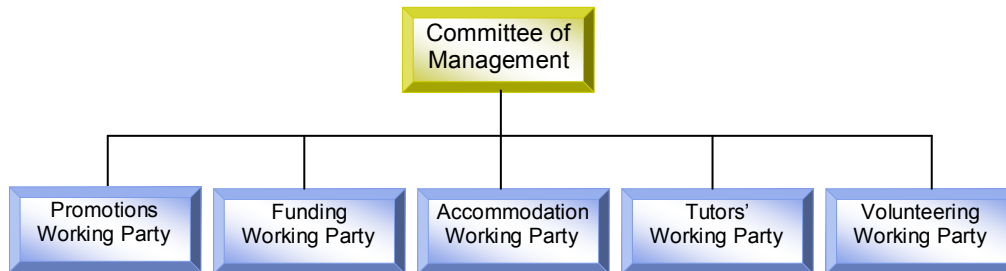 Committee of
Management
Promotions
Working Party
Funding
Working Party
Accommodation
Working Party
Tutors’
Working Party
Volunteering
Working Party